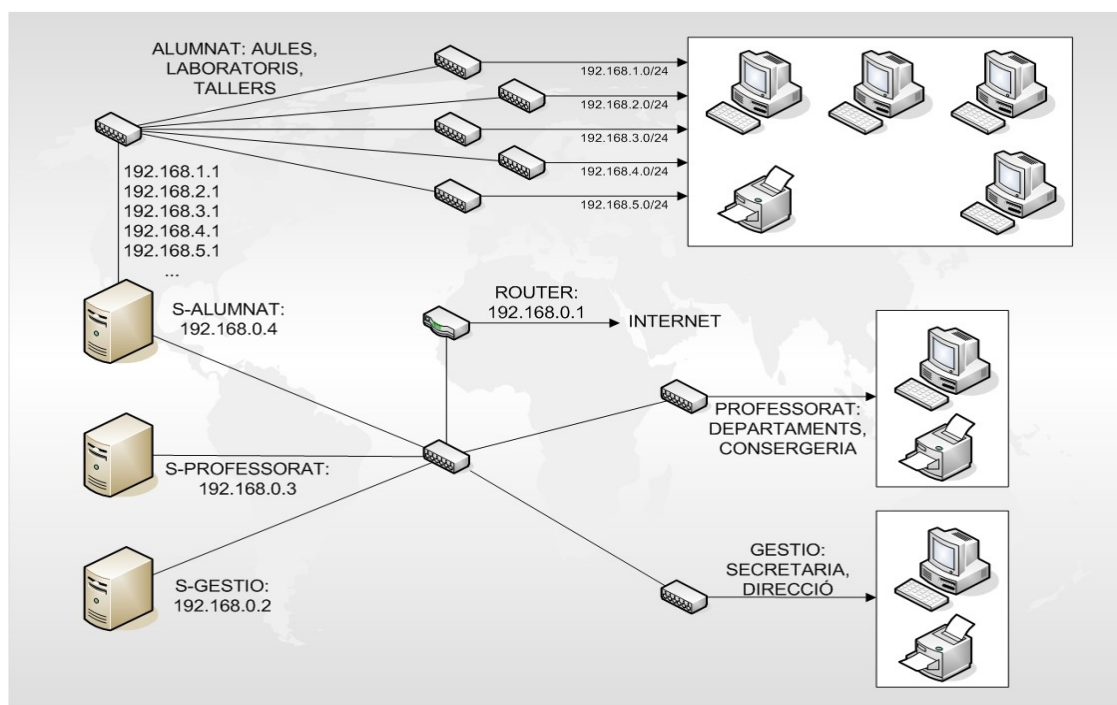 ALUMNAT: AULES,
LABORATORIS,
TALLERS
192.168.1.0/24
192.168.2.0/24
192.168.3.0/24
192.168.4.0/24
192.168.5.0/24
192.168.1.1
192.168.2.1
192.168.3.1
192.168.4.1
192.168.5.1
...
S-ALUMNAT:
192.168.0.4
ROUTER:
192.168.0.1
INTERNET
PROFESSORAT:
DEPARTAMENTS,
CONSERGERIA
S-PROFESSORAT:
192.168.0.3
GESTIO:
SECRETARIA,
DIRECCIÓ
S-GESTIO:
192.168.0.2